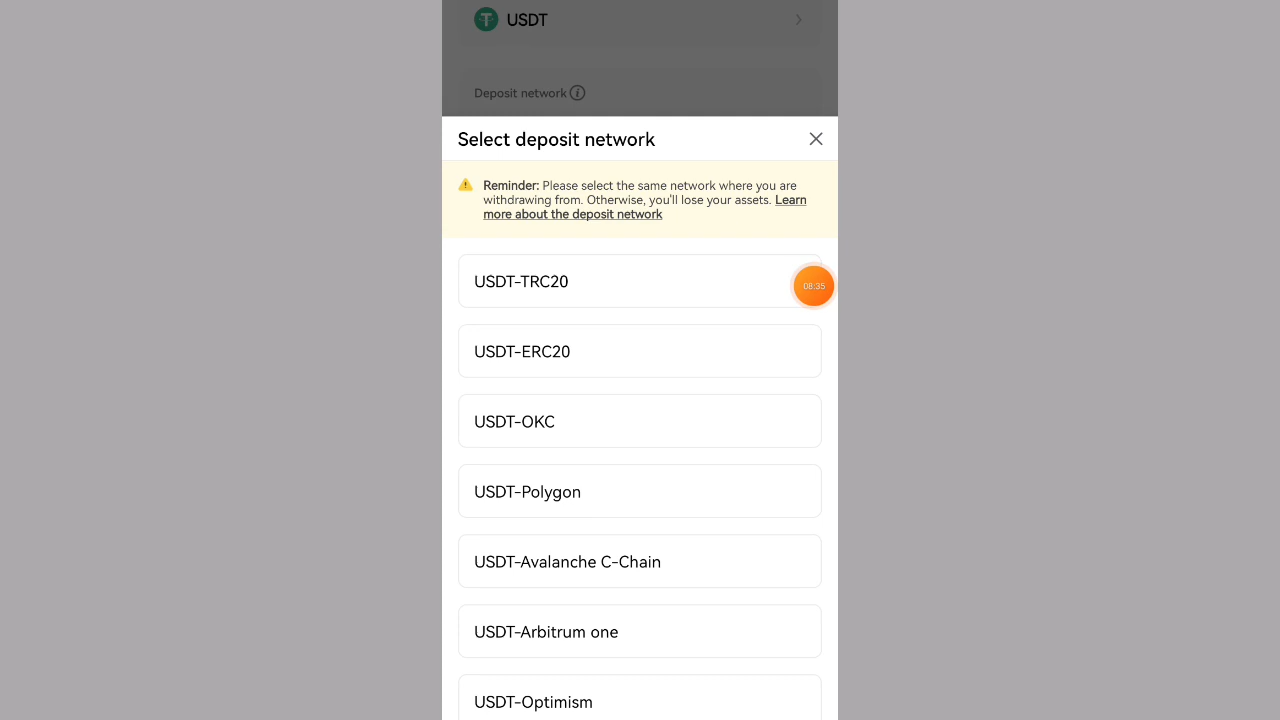 USDT
Deposit network
Select deposit network
Reminder: Please select the same network where you are
withdrawing from. Otherwise, you'll lose your assets. Learn
more about the deposit network
USDT-TRC20
08:35
USDT-ERC20
USDT-OKC
USDT-Polygon
USDT-Avalanche C-Chain
USDT-Arbitrum one
USDT-Optimism